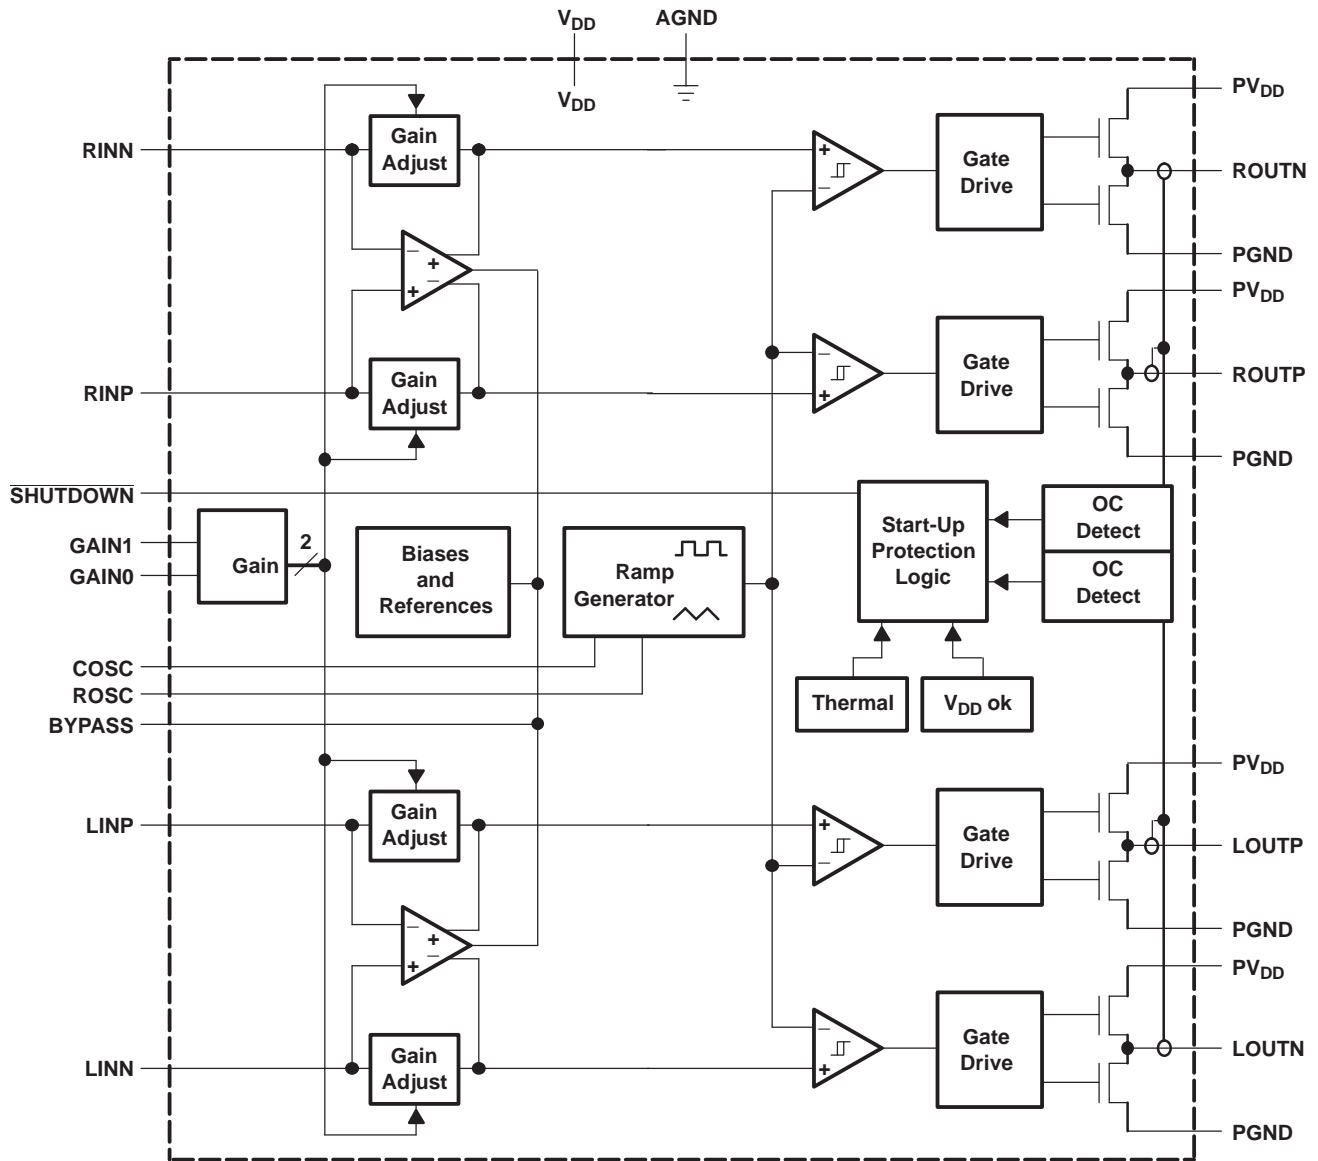 VDD
AGND
VDD
PVDD
Gain
Adjust
RINN
+
–
Gate
Drive
ROUTN
PGND
–
+
–
+
PVDD
RINP
Gain
Adjust
–
+
Gate
Drive
ROUTP
PGND
SHUTDOWN
GAIN1
GAIN0
Gain
2
Biases
and
References
Ramp
Generator
Start-Up
Protection
Logic
OC
Detect
OC
Detect
COSC
ROSC
BYPASS
Thermal
VDD ok
PVDD
LINP
Gain
Adjust
+
–
Gate
Drive
LOUTP
PGND
–
+
–
+
PVDD
LINN
Gain
Adjust
–
+
Gate
Drive
LOUTN
PGND